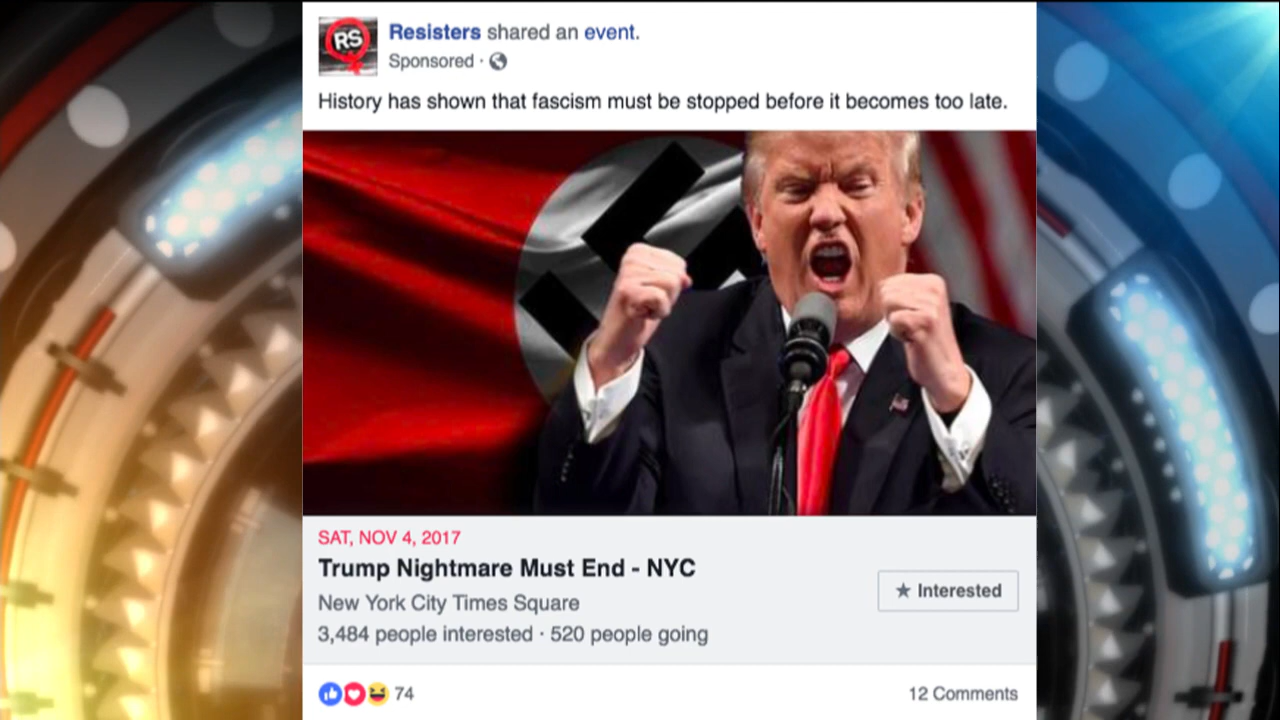 RS
Resisters shared an event.
Sponsored ·
History has shown that fascism must be stopped before it becomes too late.
SAT, NOV 4, 2017
Trump Nightmare Must End - NYC
★ Interested
New York City Times Square
3,484 people interested · 520 people going
74
12 Comments